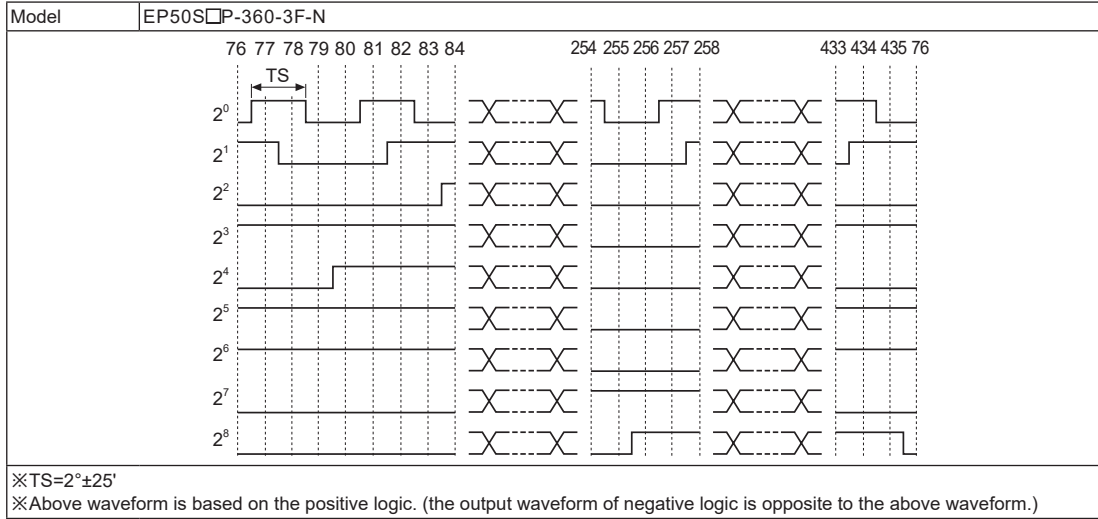 Model EP50S□P-360-3F-N
76 77 78 79 80 81 82 83 84 254 255 256 257 258 433 434 435 76
TS
2⁰
2¹
2²
2³
2⁴
2⁵
2⁶
2⁷
2⁸
※TS=2°±25'
※Above waveform is based on the positive logic. (the output waveform of negative logic is opposite to the above waveform.)